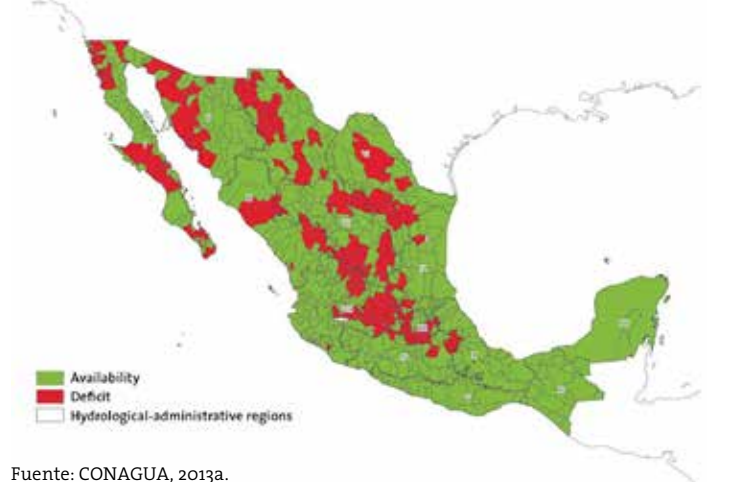 Availability
Deficit
Hydrological-administrative regions
Fuente: CONAGUA, 2013a.